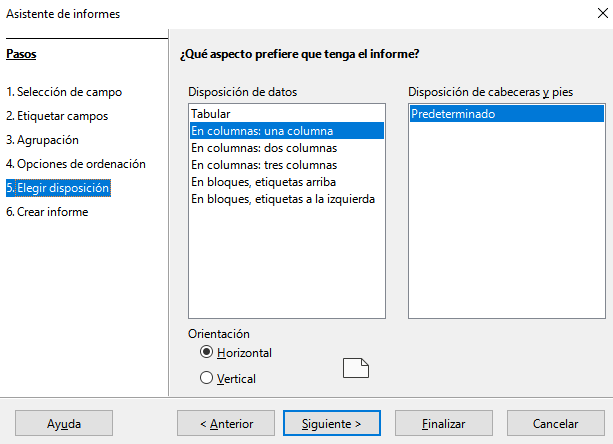 Asistente de informes
Pasos
1. Selección de campo
2. Etiquetar campos
3. Agrupación
4. Opciones de ordenación
5. Elegir disposición
6. Crear informe
¿Qué aspecto prefiere que tenga el informe?
Disposición de datos
Tabular
En columnas: una columna
En columnas: dos columnas
En columnas: tres columnas
En bloques, etiquetas arriba
En bloques, etiquetas a la izquierda
Disposición de cabeceras y pies
Predeterminado
Orientación
Horizontal
Vertical
Ayuda
< Anterior
Siguiente >
Finalizar
Cancelar